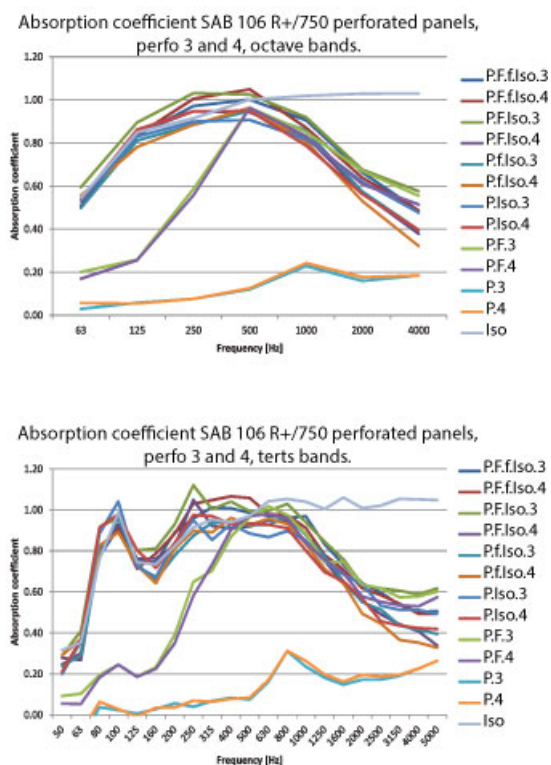 Absorption coefficient SAB 106 R+/750 perforated panels,
perfo 3 and 4, octave bands.
Absorption coefficient
1.20
1.00
0.80
0.60
0.40
0.20
0.00
63 125 250 500 1000 2000 4000
Frequency [Hz]
P.F.f.Iso.3
P.F.f.Iso.4
P.F.Iso.3
P.F.Iso.4
P.f.Iso.3
P.f.Iso.4
P.Iso.3
P.Iso.4
P.F.3
P.F.4
P.3
P.4
Iso
Absorption coefficient SAB 106 R+/750 perforated panels,
perfo 3 and 4, terts bands.
Absorption coefficient
1.20
1.00
0.80
0.60
0.40
0.20
0.00
50 63 80 100 125 160 200 250 315 400 500 630 800 1000 1250 1600 2000 2500 3150 4000 5000
Frequency [Hz]
P.F.f.Iso.3
P.F.f.Iso.4
P.F.Iso.3
P.F.Iso.4
P.f.Iso.3
P.f.Iso.4
P.Iso.3
P.Iso.4
P.F.3
P.F.4
P.3
P.4
Iso